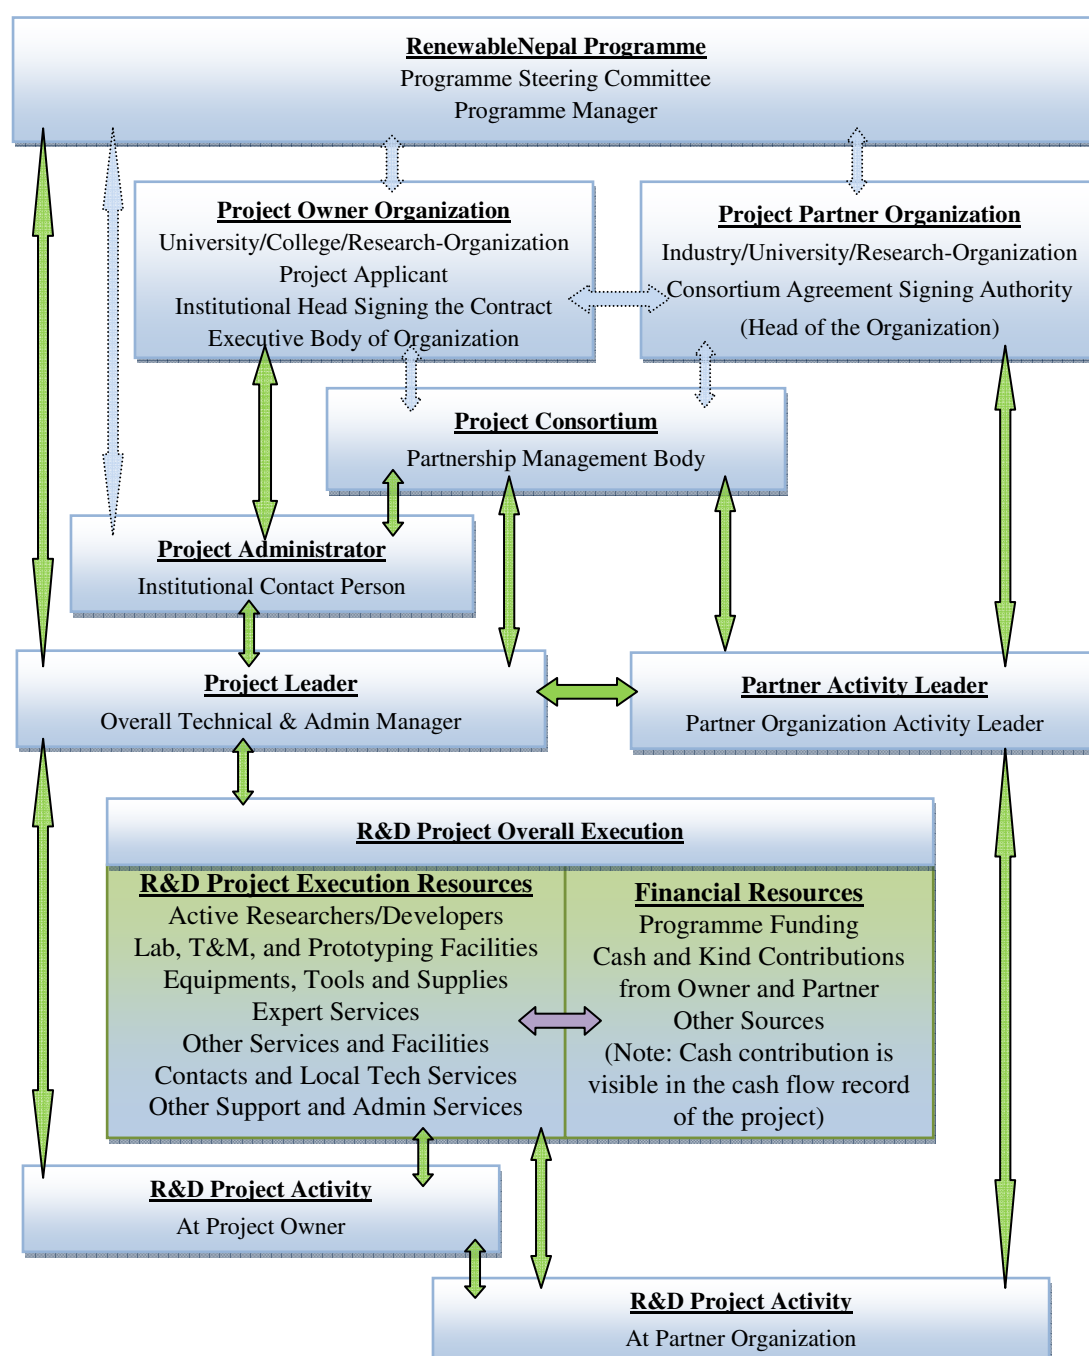 RenewableNepal Programme
Programme Steering Committee
Programme Manager
Project Owner Organization
University/College/Research-Organization
Project Applicant
Institutional Head Signing the Contract
Executive Body of Organization
Project Partner Organization
Industry/University/Research-Organization
Consortium Agreement Signing Authority
(Head of the Organization)
Project Consortium
Partnership Management Body
Project Administrator
Institutional Contact Person
Project Leader
Overall Technical & Admin Manager
Partner Activity Leader
Partner Organization Activity Leader
R&D Project Overall Execution
R&D Project Execution Resources
Active Researchers/Developers
Lab, T&M, and Prototyping Facilities
Equipments, Tools and Supplies
Expert Services
Other Services and Facilities
Contacts and Local Tech Services
Other Support and Admin Services
Financial Resources
Programme Funding
Cash and Kind Contributions
from Owner and Partner
Other Sources
(Note: Cash contribution is
visible in the cash flow record
of the project)
R&D Project Activity
At Project Owner
R&D Project Activity
At Partner Organization